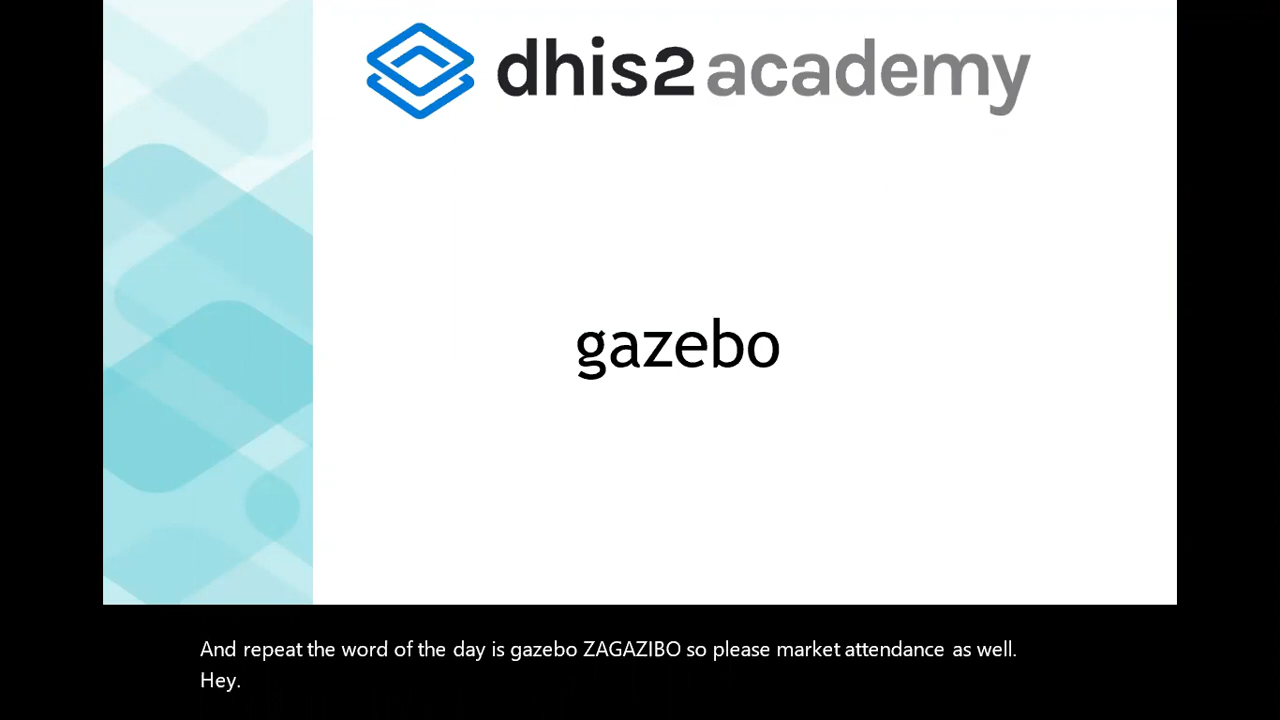 dhis2 academy
gazebo
And repeat the word of the day is gazebo ZAGAZIBO so please market attendance as well.
Hey.